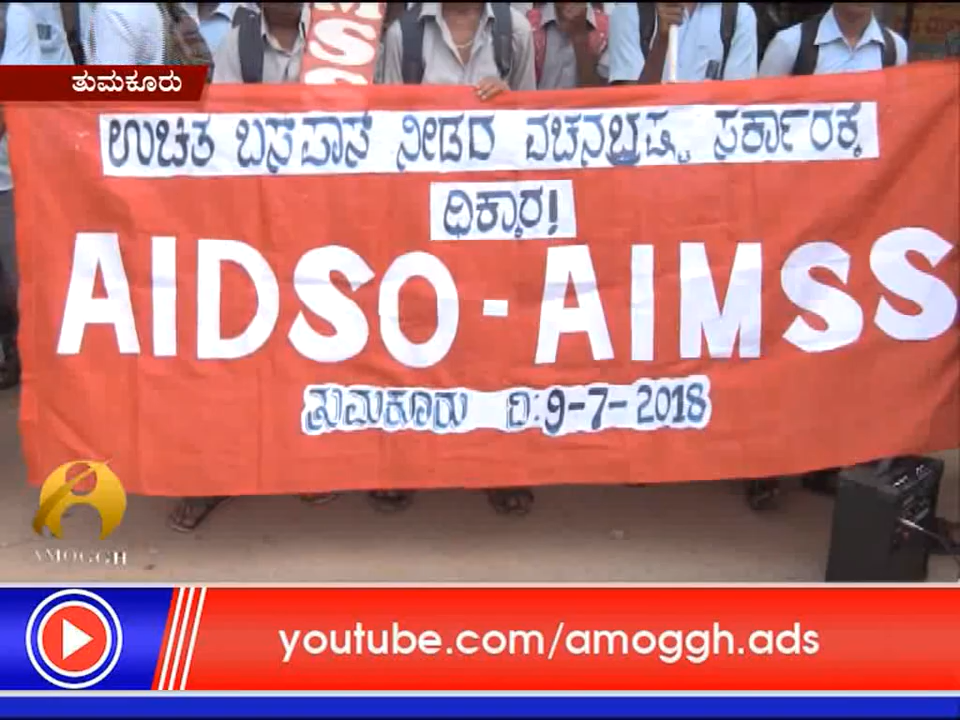 AIMSS
ತುಮಕೂರು
ಉಚಿತ ಬಸ್‌ಪಾಸ್ ನೀಡದ ವಚನಭ್ರಷ್ಟ ಸರ್ಕಾರಕ್ಕೆ
ಧಿಕ್ಕಾರ!
AIDSO - AIMSS
ತುಮಕೂರು ದಿ:9-7-2018
AMOGGH
youtube.com/amoggh.ads